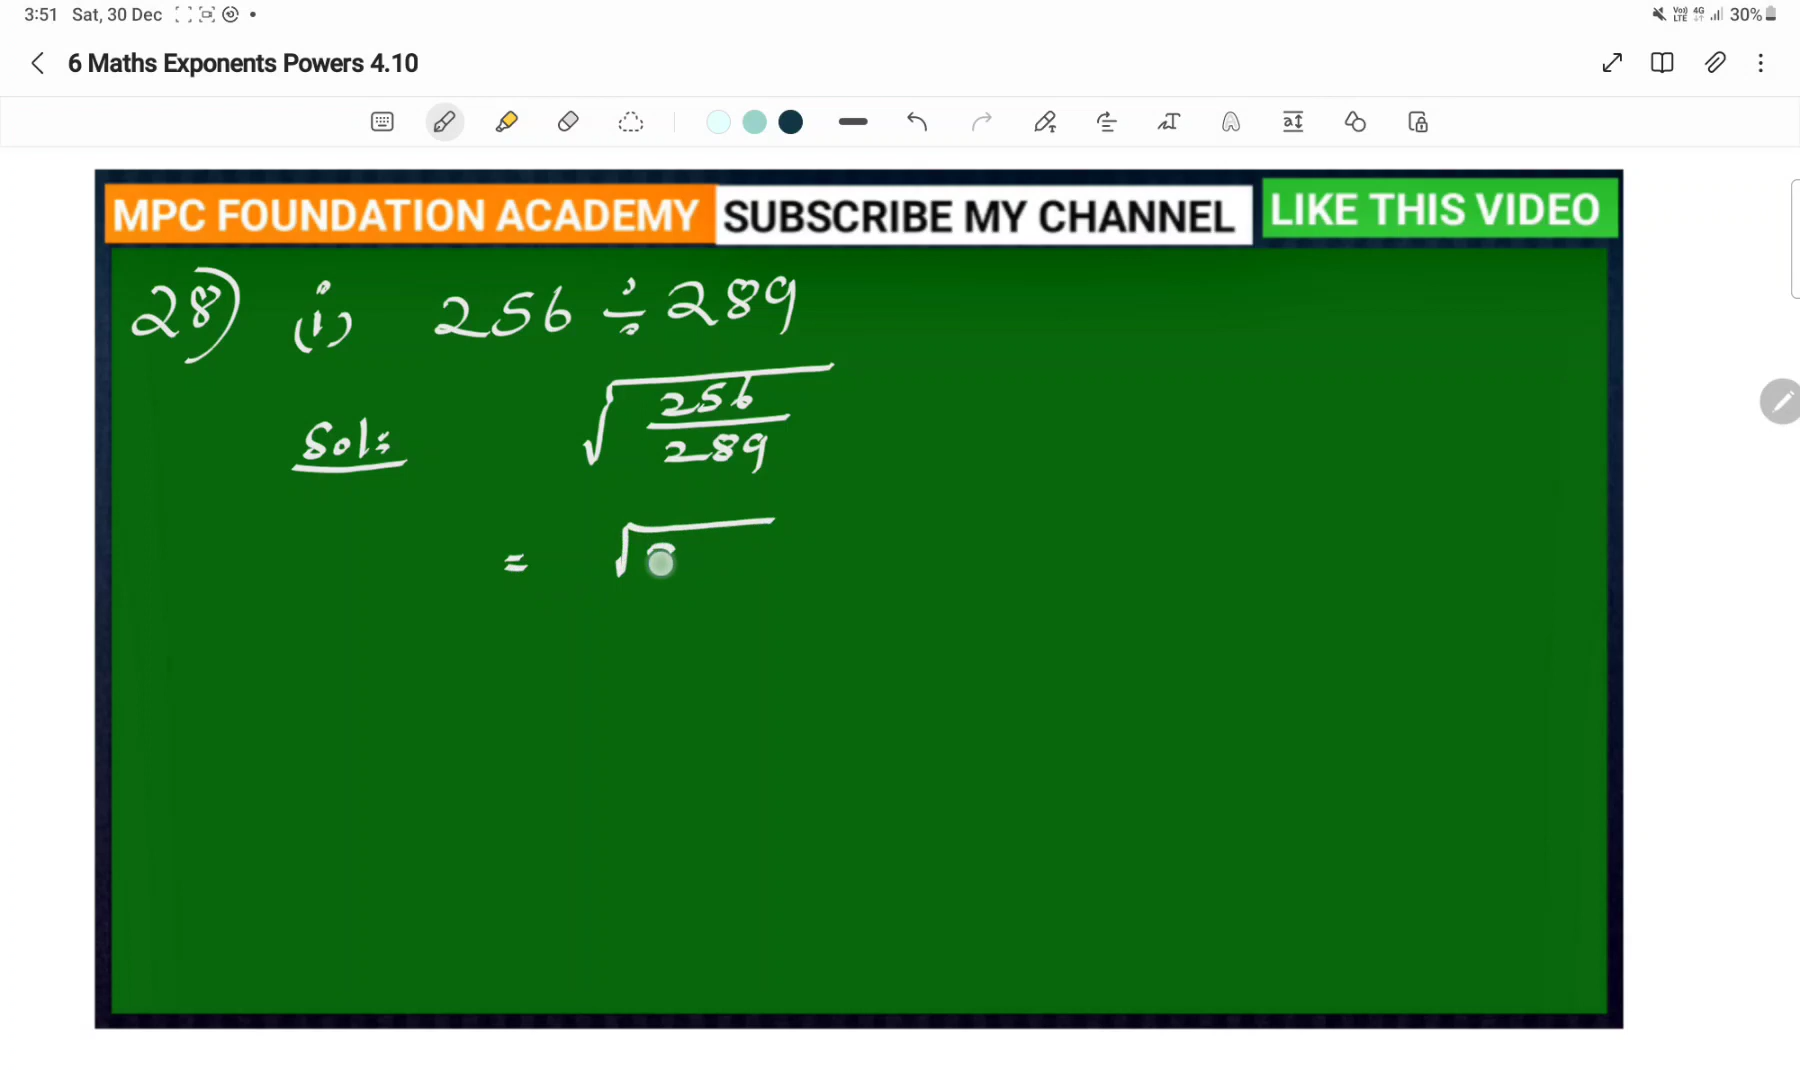 3:51 Sat, 30 Dec
30%
6 Maths Exponents Powers 4.10
MPC FOUNDATION ACADEMY SUBSCRIBE MY CHANNEL LIKE THIS VIDEO
28) (i) 256 ÷ 289
Sol: √256/289
= √